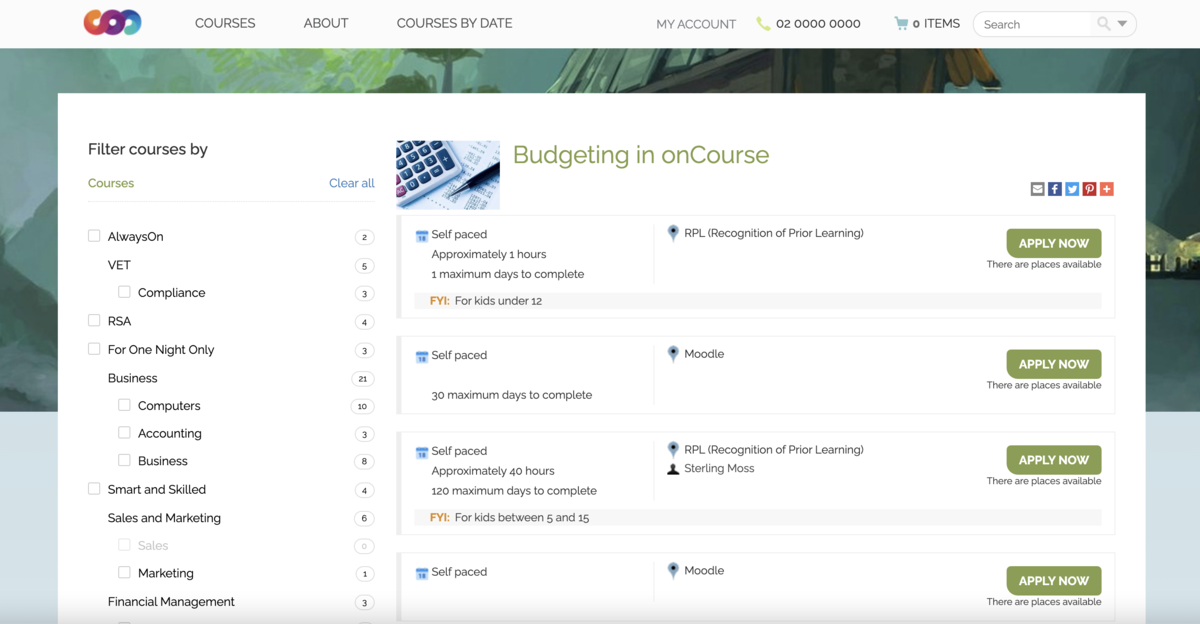 COURSES ABOUT COURSES BY DATE MY ACCOUNT 02 0000 0000 0 ITEMS Search
Filter courses by
Courses Clear all
AlwaysOn 2
VET 5
Compliance 3
RSA 4
For One Night Only 3
Business 21
Computers 10
Accounting 3
Business 8
Smart and Skilled 4
Sales and Marketing 6
Sales 0
Marketing 1
Financial Management 3
Budgeting in onCourse
Self paced
Approximately 1 hours
1 maximum days to complete
RPL (Recognition of Prior Learning)
APPLY NOW
There are places available
FYI: For kids under 12
Self paced
30 maximum days to complete
Moodle
APPLY NOW
There are places available
Self paced
Approximately 40 hours
120 maximum days to complete
RPL (Recognition of Prior Learning)
Sterling Moss
APPLY NOW
There are places available
FYI: For kids between 5 and 15
Self paced
Moodle
APPLY NOW
There are places available